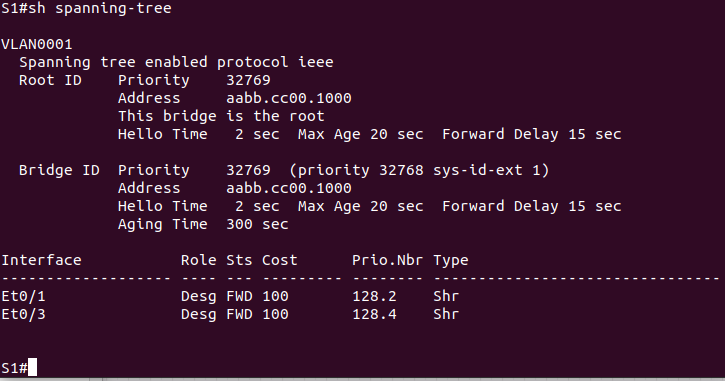 S1#sh spanning-tree
VLAN0001
  Spanning tree enabled protocol ieee
  Root ID    Priority    32769
             Address     aabb.cc00.1000
             This bridge is the root
             Hello Time   2 sec  Max Age 20 sec  Forward Delay 15 sec
  Bridge ID  Priority    32769  (priority 32768 sys-id-ext 1)
             Address     aabb.cc00.1000
             Hello Time   2 sec  Max Age 20 sec  Forward Delay 15 sec
             Aging Time  300 sec
Interface           Role Sts Cost      Prio.Nbr Type
------------------- ---- --- --------- -------- --------------------------------
Et0/1               Desg FWD 100       128.2    Shr
Et0/3               Desg FWD 100       128.4    Shr
S1#